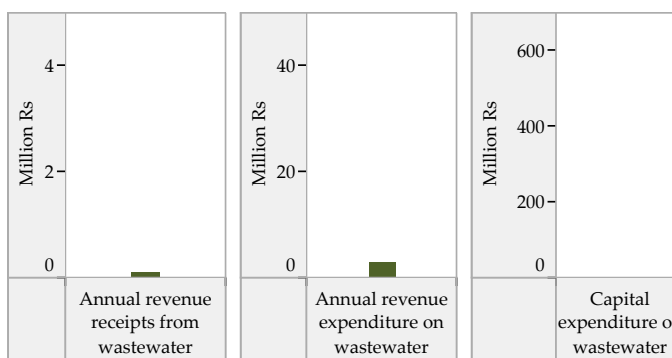 Million Rs
4
2
0
Annual revenue
receipts from
wastewater
Million Rs
40
20
0
Annual revenue
expenditure on
wastewater
Million Rs
600
400
200
0
Capital
expenditure o
wastewater